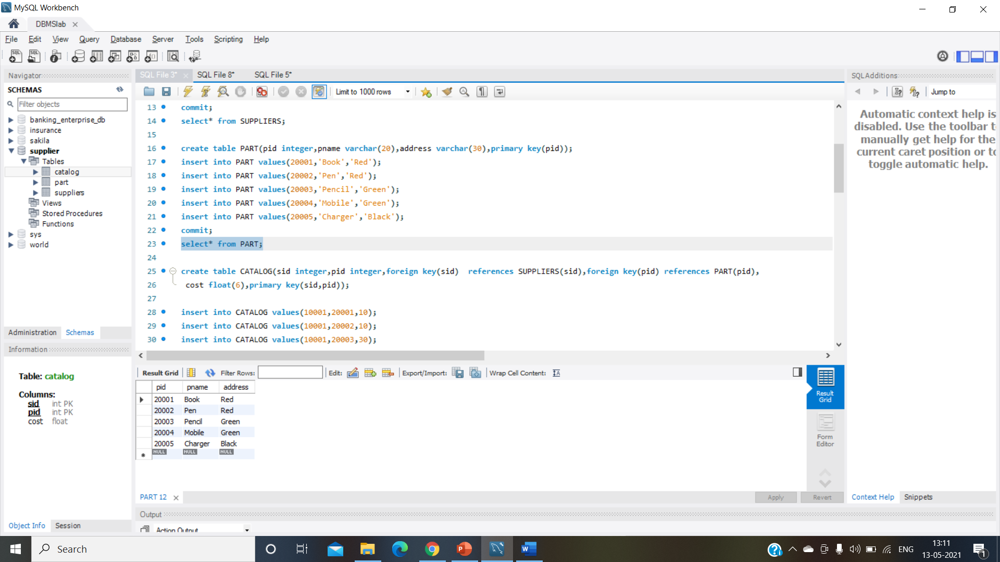 MySQL Workbench
DBMSlab
File Edit View Query Database Server Tools Scripting Help
Navigator
SCHEMAS
Filter objects
banking_enterprise_db
insurance
sakila
supplier
Tables
catalog
part
suppliers
Views
Stored Procedures
Functions
sys
world
Administration Schemas
Information
Table: catalog
Columns:
sid int PK
pid int PK
cost float
Object Info Session
SQL File 3* SQL File 8* SQL File 5*
Limit to 1000 rows
13 commit;
14 select* from SUPPLIERS;
15
16 create table PART(pid integer,pname varchar(20),address varchar(30),primary key(pid));
17 insert into PART values(20001,'Book','Red');
18 insert into PART values(20002,'Pen','Red');
19 insert into PART values(20003,'Pencil','Green');
20 insert into PART values(20004,'Mobile','Green');
21 insert into PART values(20005,'Charger','Black');
22 commit;
23 select* from PART;
24
25 create table CATALOG(sid integer,pid integer,foreign key(sid)  references SUPPLIERS(sid),foreign key(pid) references PART(pid),
26 cost float(6),primary key(sid,pid));
27
28 insert into CATALOG values(10001,20001,10);
29 insert into CATALOG values(10001,20002,10);
30 insert into CATALOG values(10001,20003,30);
Result Grid Filter Rows: Edit: Export/Import: Wrap Cell Content:
pid pname address
20001 Book Red
20002 Pen Red
20003 Pencil Green
20004 Mobile Green
20005 Charger Black
NULL NULL NULL
Result
Grid
Form
Editor
PART 12
Apply Revert
Output
Action Output
SQLAdditions
Jump to
Automatic context help is
disabled. Use the toolbar t
manually get help for the
current caret position or to
toggle automatic help.
Context Help Snippets
Search
ENG
13:11
13-05-2021
1